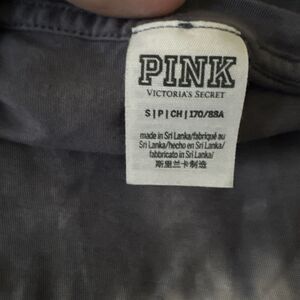 PINK
VICTORIA'S SECRET
S | P | CH | 170/88A
made in Sri Lanka/fabriqué au
Sri Lanka/hecho en Sri Lanka/
fabbricato in Sri Lanka/
斯里兰卡制造